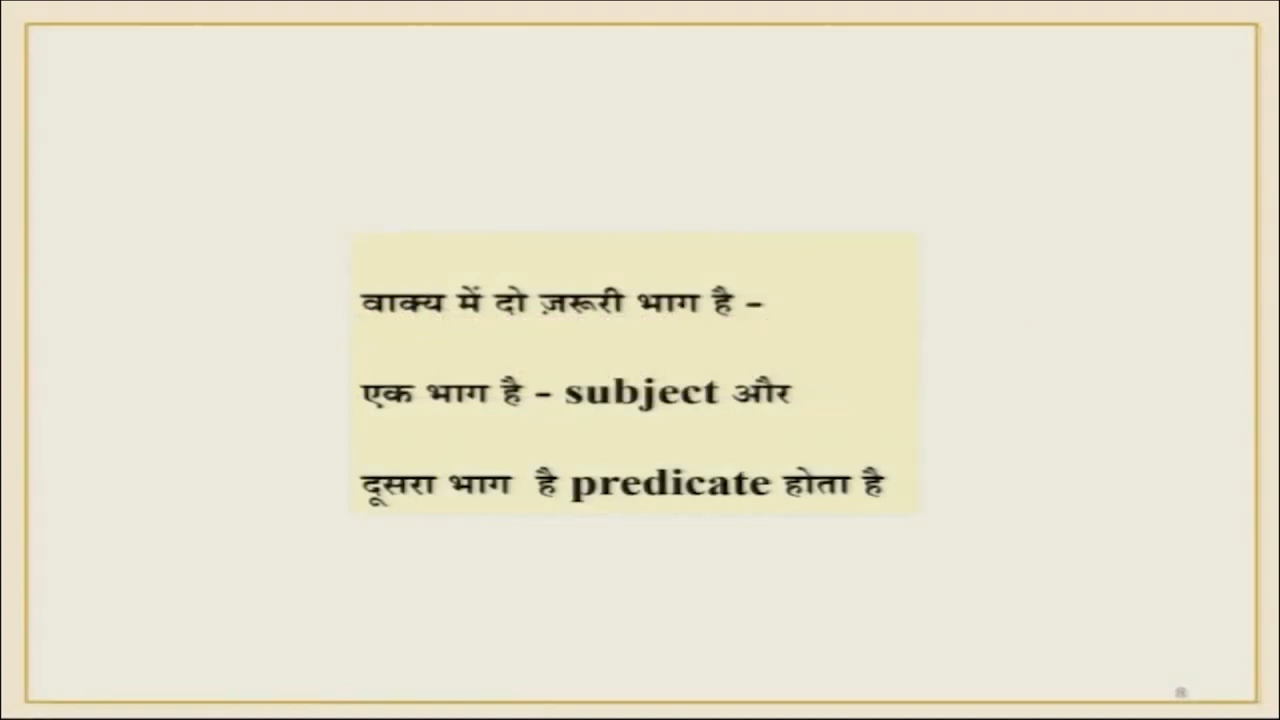 वाक्य में दो ज़रूरी भाग है -
एक भाग है - subject और
दूसरा भाग है predicate होता है